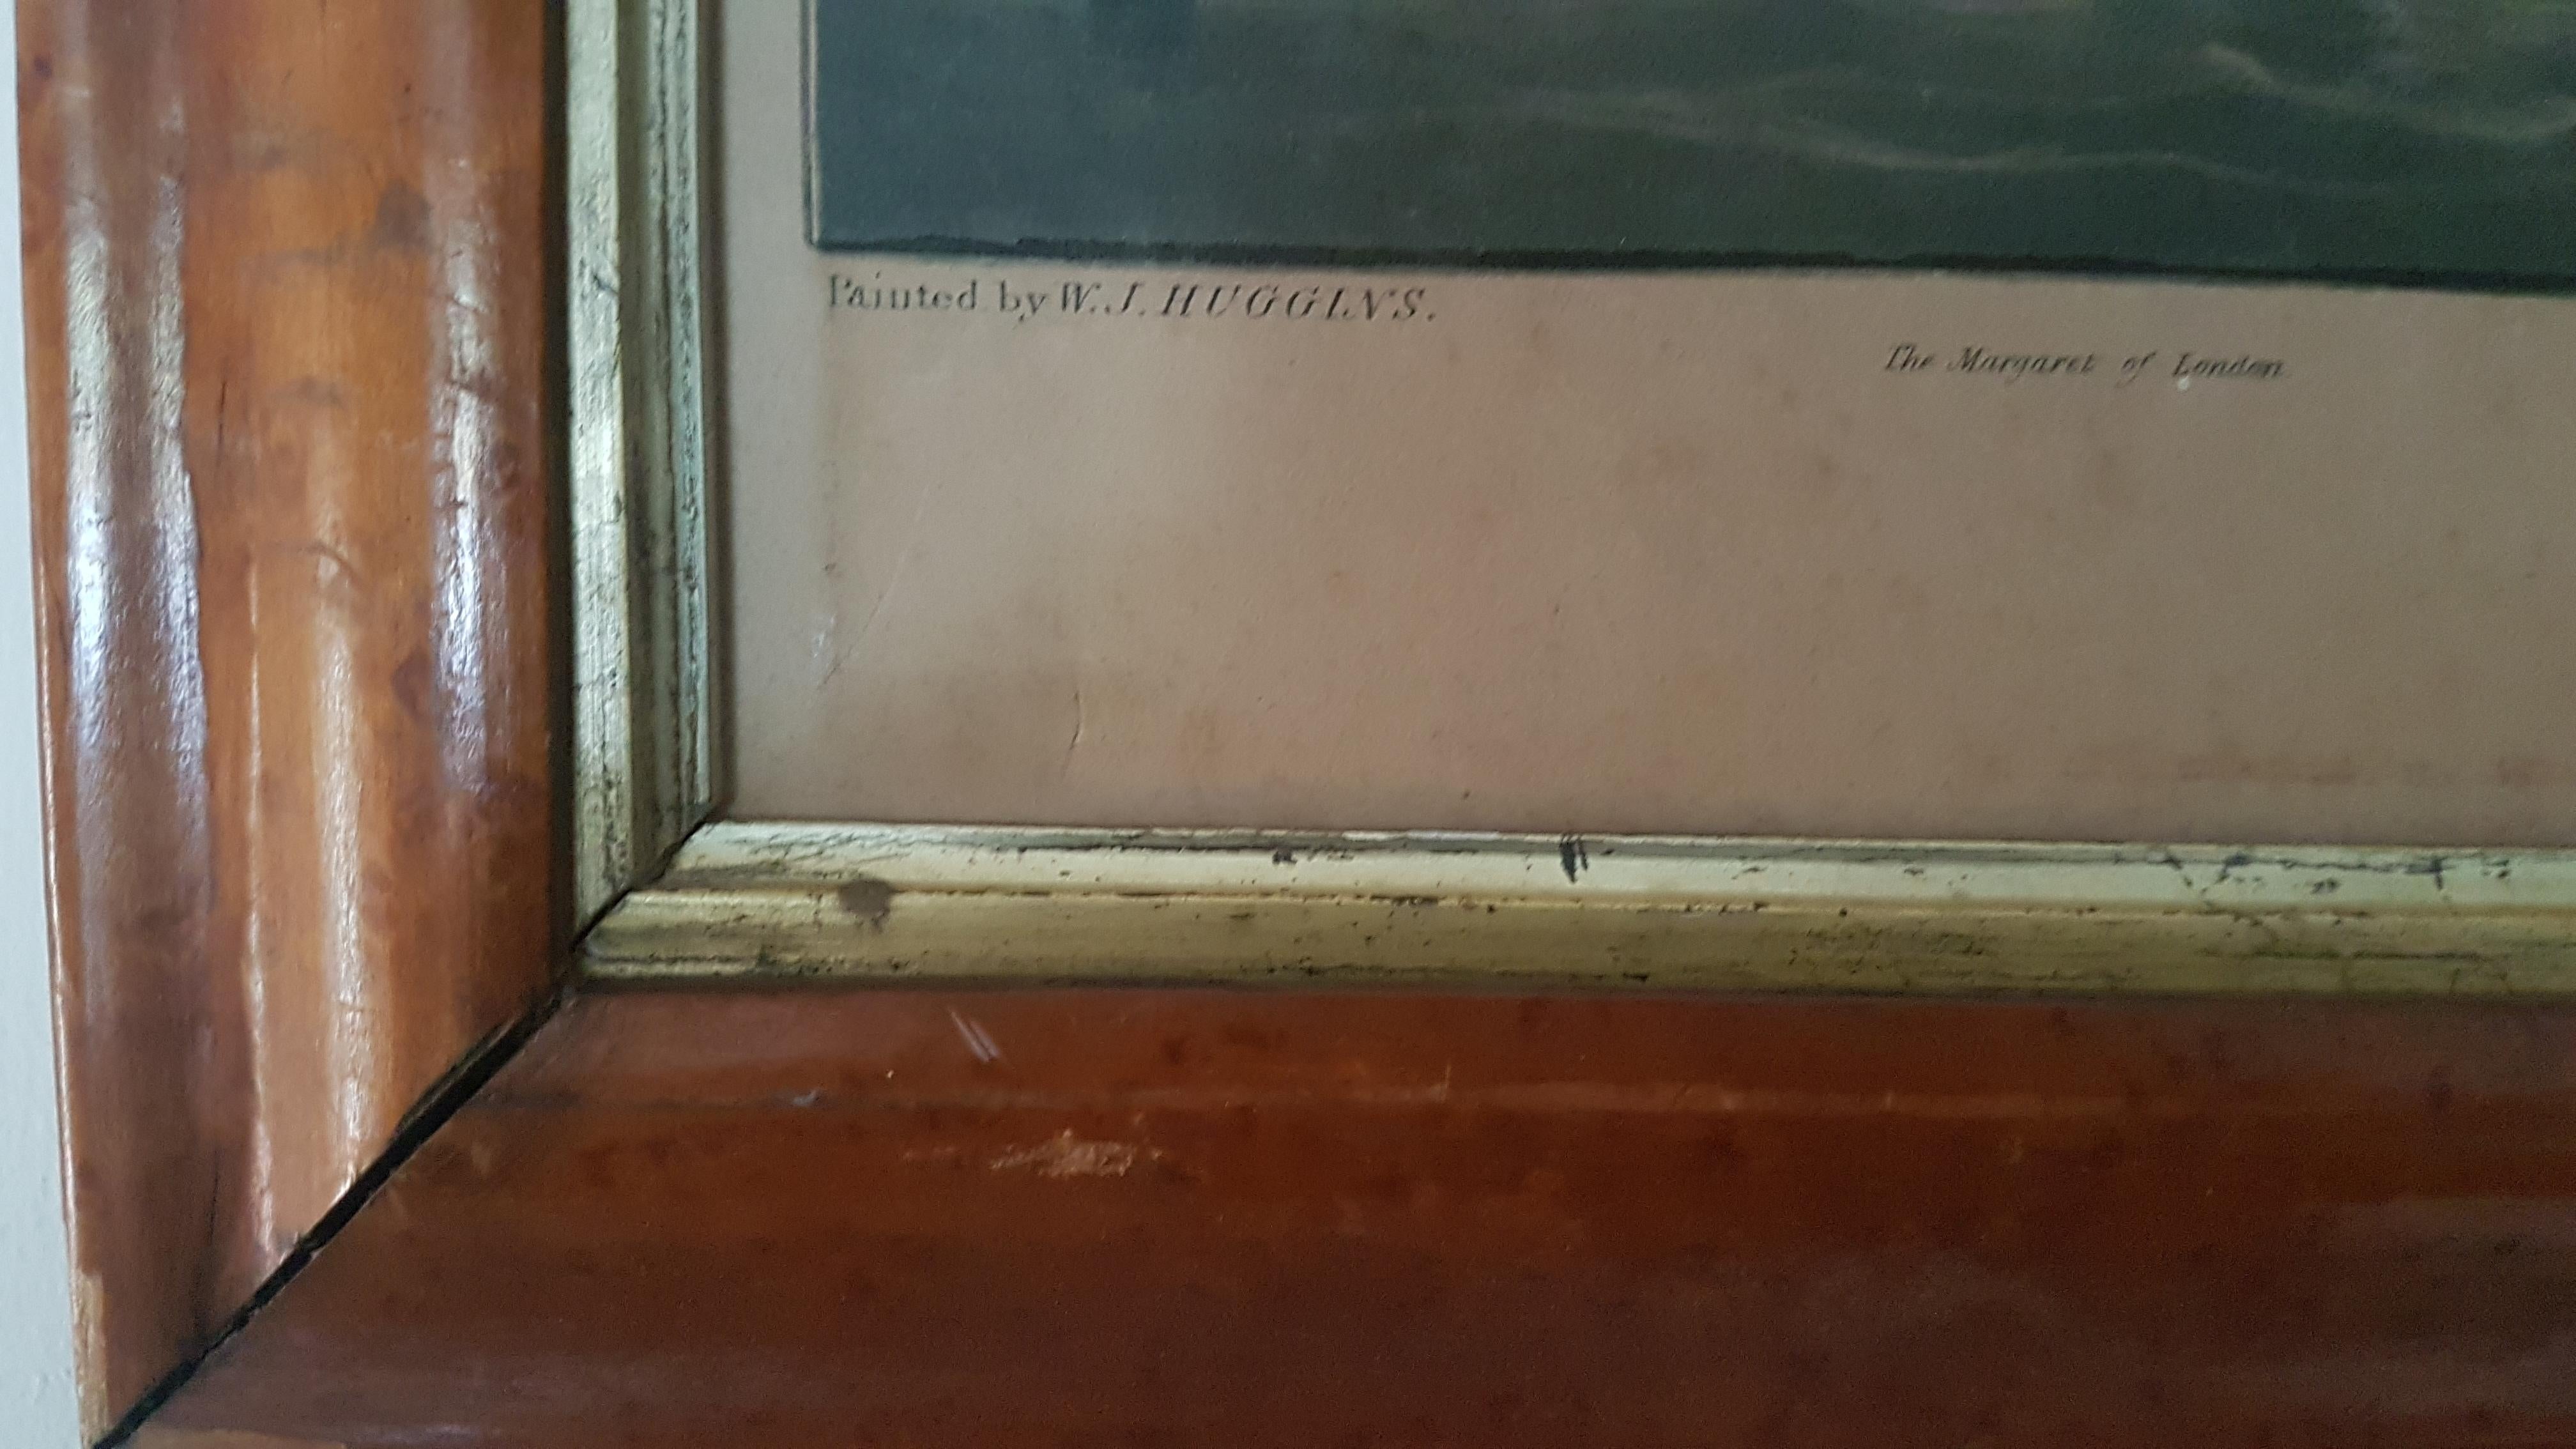 Painted by W. J. HUGGINS.
The Margaret of London